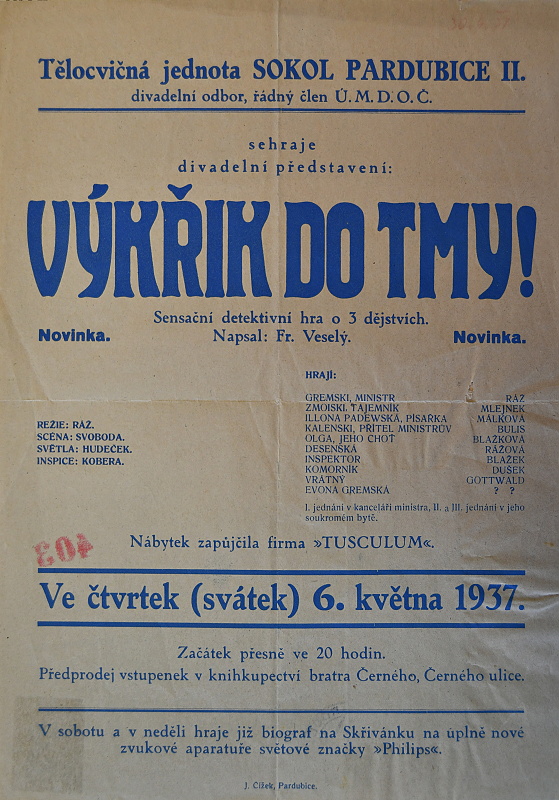 Tělocvičná jednota SOKOL PARDUBICE II.
divadelní odbor, řádný člen Ú. M. D. O. Č.
sehraje
divadelní představení:
VÝKŘIK DO TMY!
Sensační detektivní hra o 3 dějstvích.
Novinka. Napsal: Fr. Veselý. Novinka.
HRAJÍ:
GREMSKI, MINISTR RÁŽ
ZMOISKI, TAJEMNÍK MLEJNEK
ILLONA PADEWSKÁ, PÍSAŘKA MÁLKOVÁ
KALENSKI, PŘÍTEL MINISTRŮV BULIS
OLGA, JEHO CHOŤ BLAŽKOVÁ
DESENSKÁ RÁŽOVÁ
INSPEKTOR BLAŽEK
KOMORNÍK DUŠEK
VRÁTNÝ GOTTWALD
EVONA GREMSKA ? ?
REŽIE: RÁŽ.
SCÉNA: SVOBODA.
SVĚTLA: HUDEČEK.
INSPICE: KOBERA.
I. jednání v kanceláři ministra, II. a III. jednání v jeho
soukromém bytě.
403
Nábytek zapůjčila firma »TUSCULUM«.
Ve čtvrtek (svátek) 6. května 1937.
Začátek přesně ve 20 hodin.
Předprodej vstupenek v knihkupectví bratra Černého, Černého ulice.
V sobotu a v neděli hraje již biograf na Skřivánku na úplně nové
zvukové aparatuře světové značky »Philips«.
J. Čížek, Pardubice.